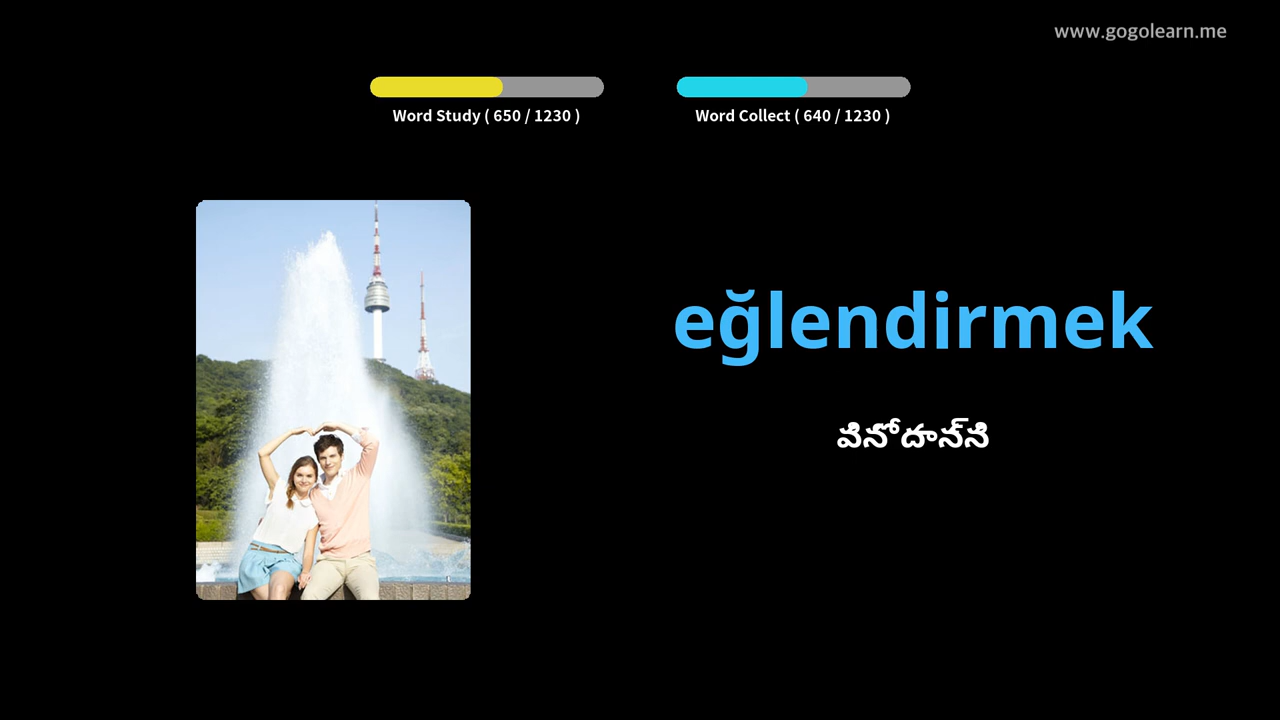 www.gogolearn.me
Word Study ( 650 / 1230 )
Word Collect ( 640 / 1230 )
eğlendirmek
వినోదాన్ని